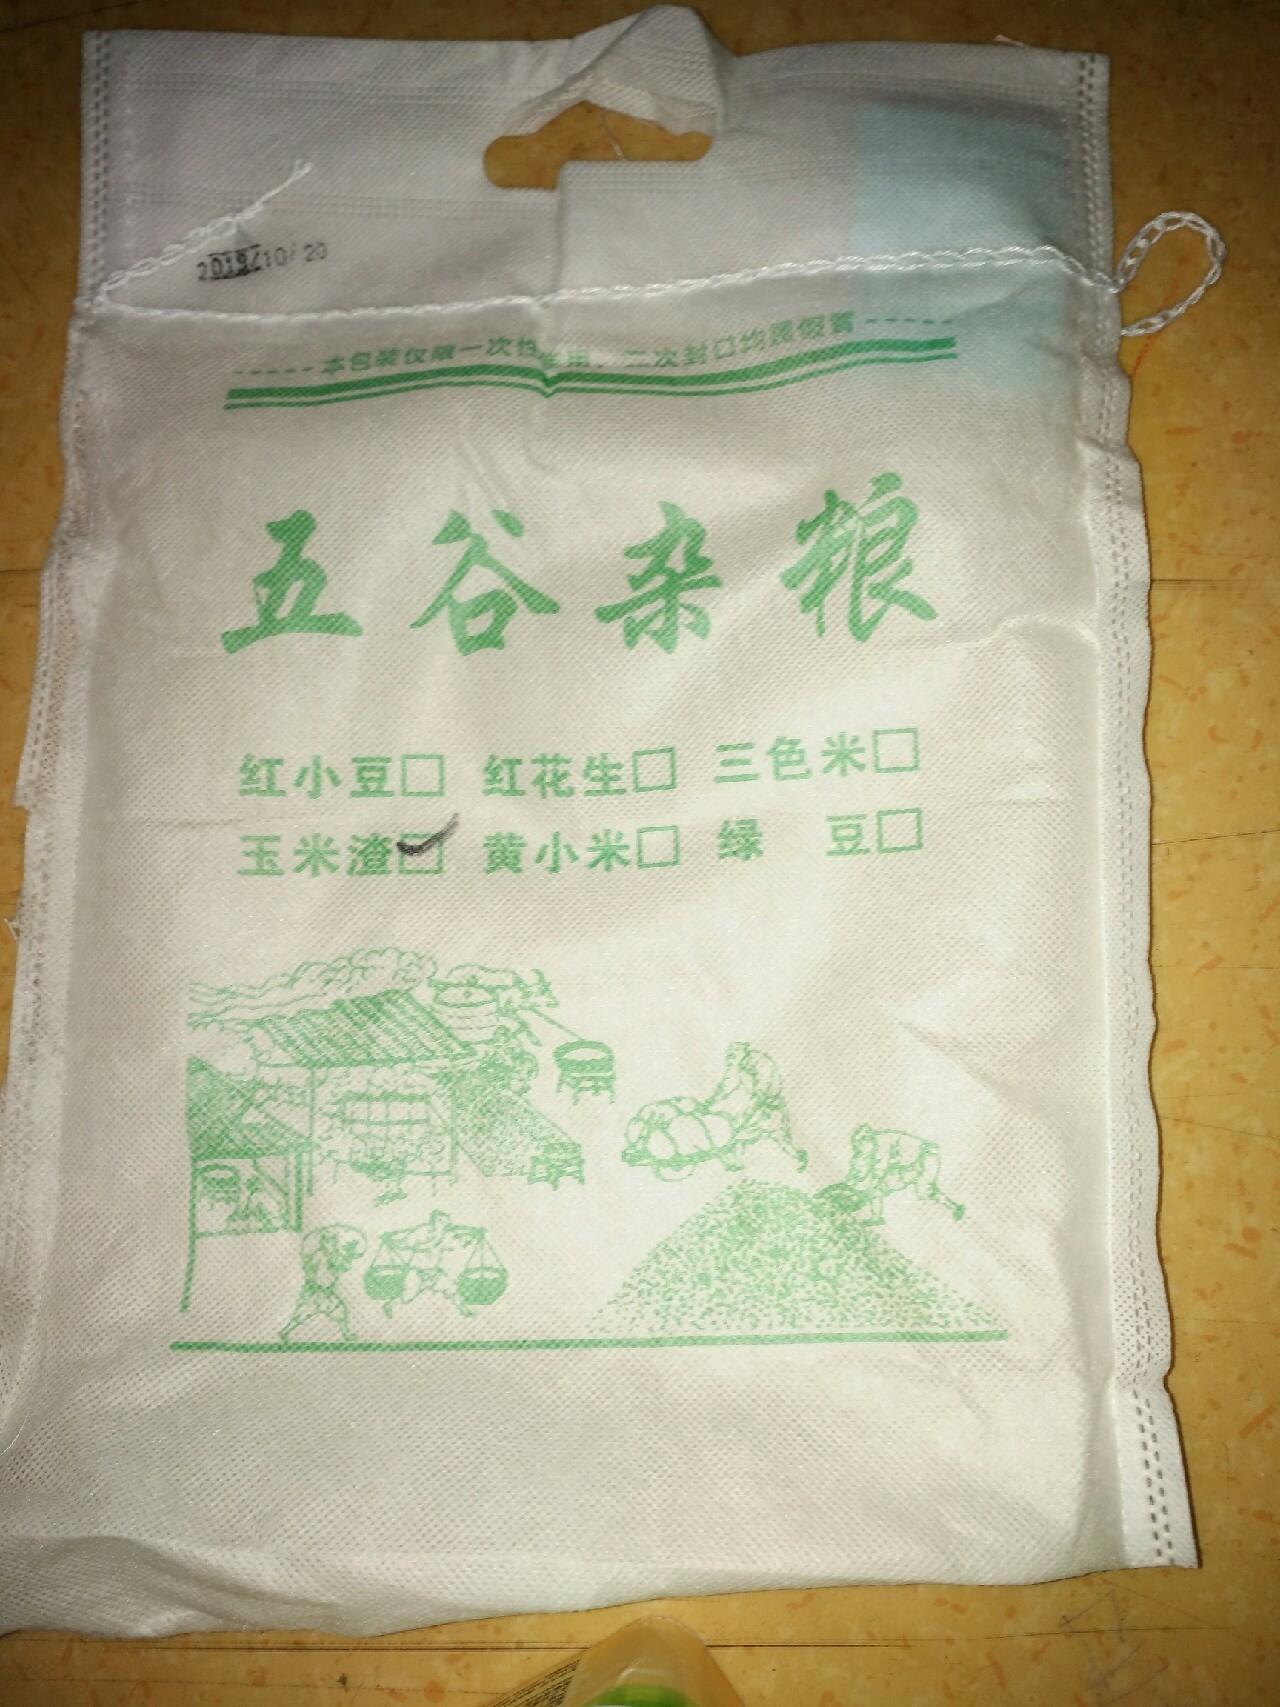 2019/10/20
本包装仅限一次性使用，二次封口均属假冒
五谷杂粮
红小豆□ 红花生□ 三色米□
玉米渣☑ 黄小米□ 绿 豆□